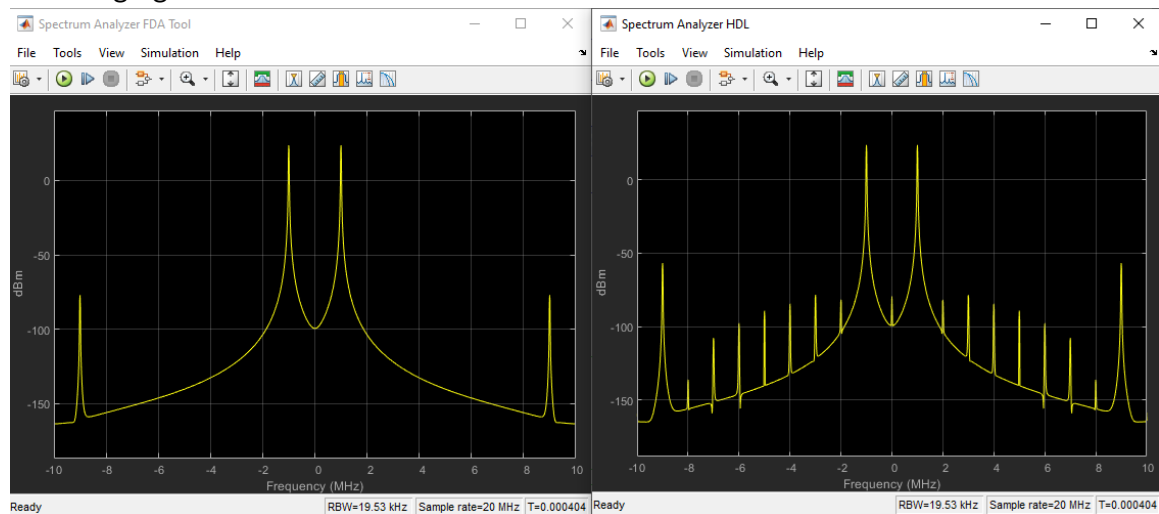 Spectrum Analyzer FDA Tool
File Tools View Simulation Help
0
-50
-100
-150
dBm
-10 -8 -6 -4 -2 0 2 4 6 8 10
Frequency (MHz)
Ready RBW=19.53 kHz Sample rate=20 MHz T=0.000404
Spectrum Analyzer HDL
File Tools View Simulation Help
0
-50
-100
-150
dBm
-10 -8 -6 -4 -2 0 2 4 6 8 10
Frequency (MHz)
Ready RBW=19.53 kHz Sample rate=20 MHz T=0.000404